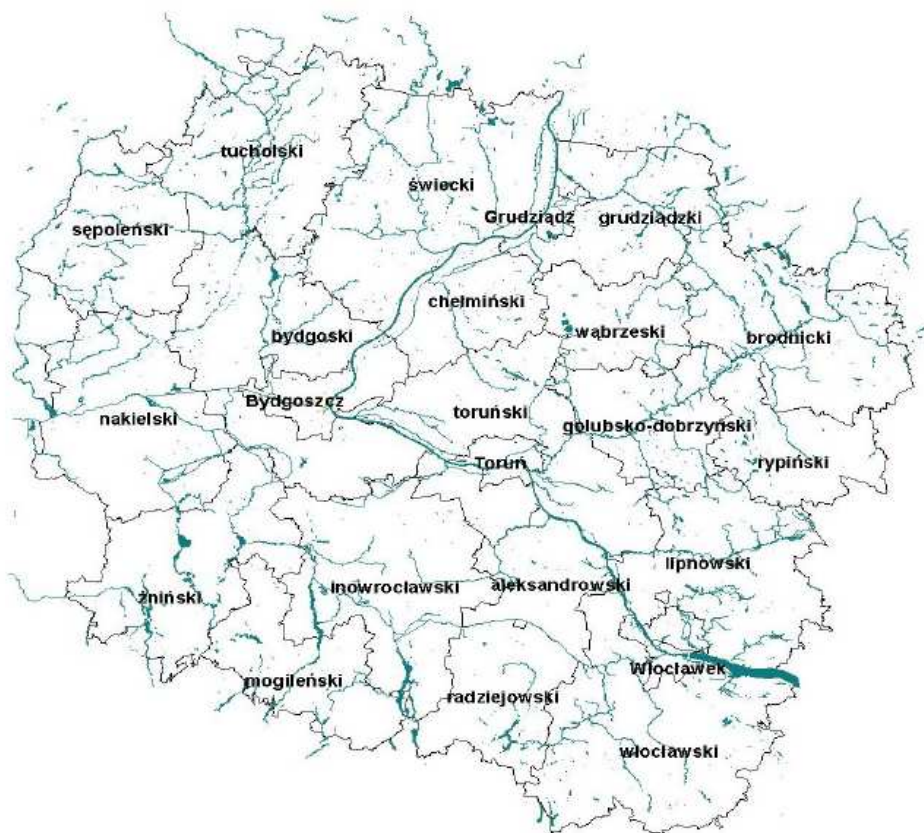 tucholski
świecki
Grudziądz
grudziądzki
sępoleński
chełmiński
bydgoski
wąbrzeski
brodnicki
Bydgoszcz
nakielski
toruński
golubsko-dobrzyński
Toruń
rypiński
lipnowski
żniński
inowrocławski
aleksandrowski
mogileński
Włocławek
radziejowski
włocławski